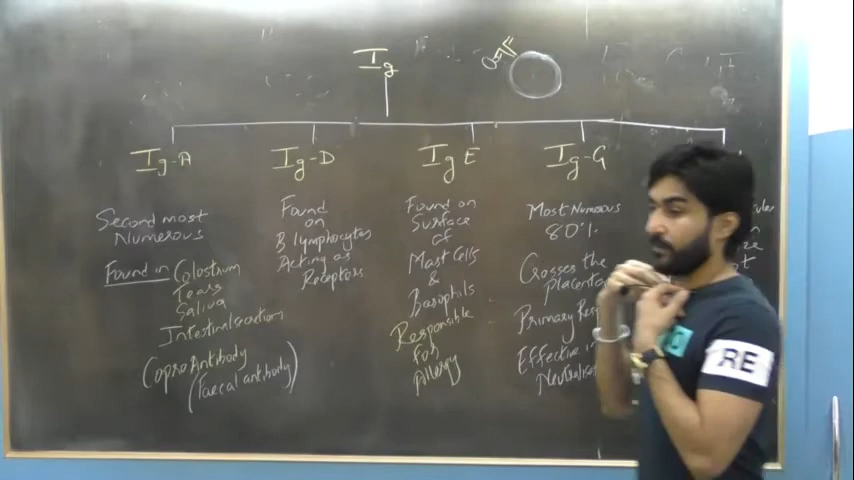 Ig
Ig-A
Ig-D
Ig E
Ig-G
Second most
Numerous
Found in Colostrum
Tears
Saliva
Copro Antibody
(Faecal antibody)
Found
on
B lymphocytes
Acting as
Receptors
Found on
Surface
of
Mast Cells
&
Basophils
Responsible
For
Allergy
Most Numerous
80%
Crosses the
Placenta
Primary
Effective
RE